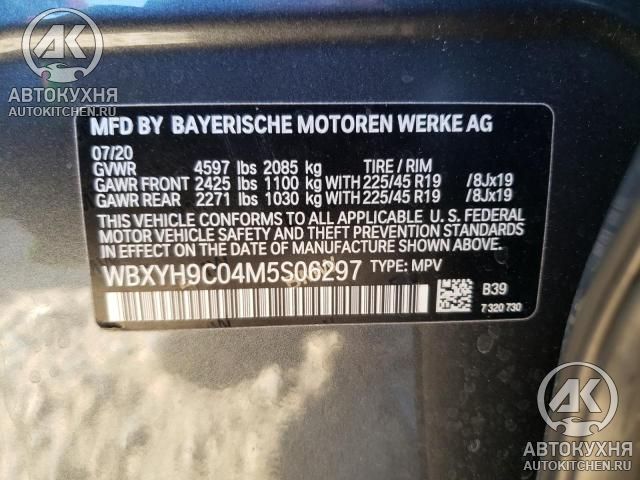 AK
АВТОКУХНЯ
AUTOKITCHEN.RU
MFD BY BAYERISCHE MOTOREN WERKE AG
07/20
GVWR 4597 lbs 2085 kg TIRE / RIM
GAWR FRONT 2425 lbs 1100 kg WITH 225/45 R19 /8Jx19
GAWR REAR 2271 lbs 1030 kg WITH 225/45 R19 /8Jx19
THIS VEHICLE CONFORMS TO ALL APPLICABLE U. S. FEDERAL
MOTOR VEHICLE SAFETY, BUMPER, AND THEFT PREVENTION
STANDARDS IN EFFECT ON THE DATE OF MANUFACTURE SHOWN ABOVE.
WBXYH9C04M5S06297 TYPE: MPV
B39
7 320 730
AK
АВТОКУХНЯ
AUTOKITCHEN.RU